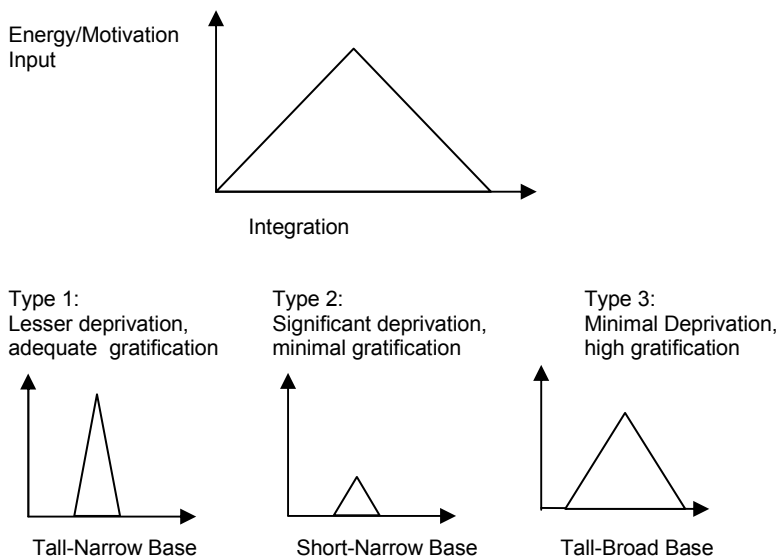 Energy/Motivation
Input
Integration
Type 1:
Lesser deprivation,
adequate gratification
Type 2:
Significant deprivation,
minimal gratification
Type 3:
Minimal Deprivation,
high gratification
Tall-Narrow Base
Short-Narrow Base
Tall-Broad Base